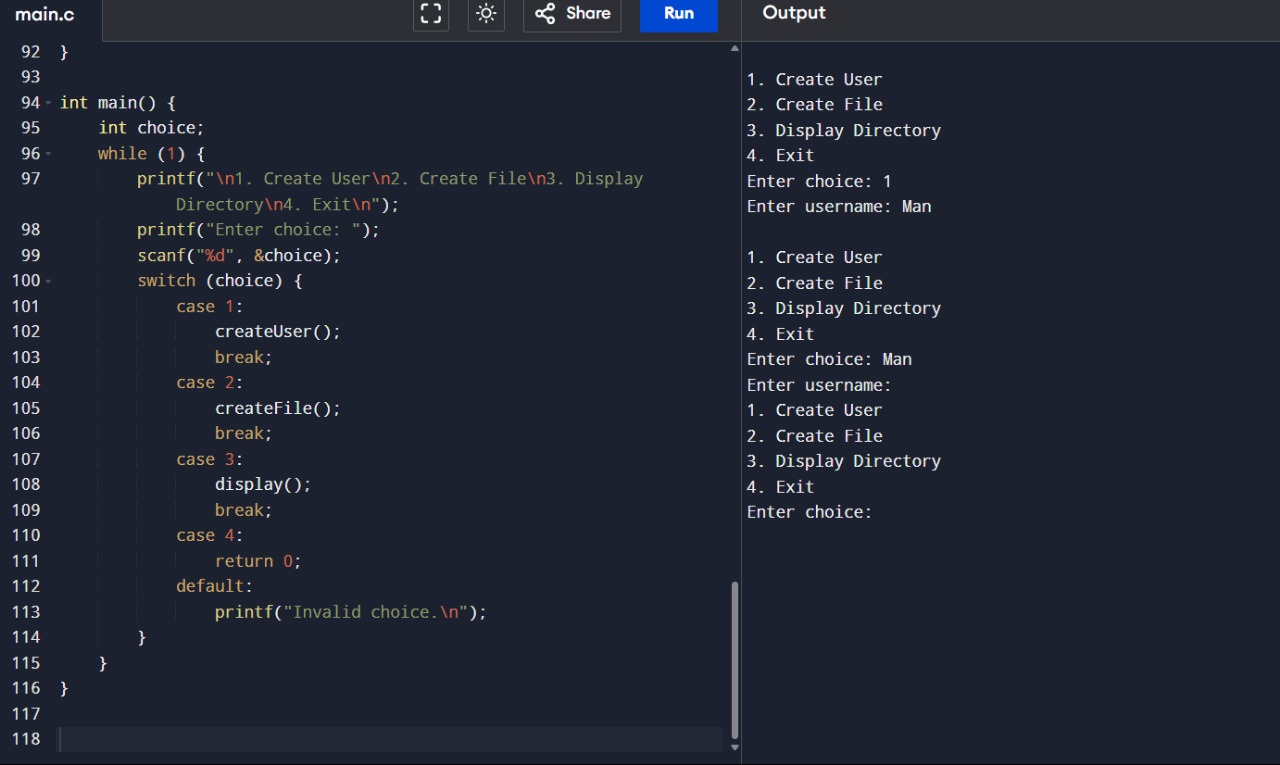 main.c
Share
Run
Output
92 }
93
94 int main() {
95 int choice;
96 while (1) {
97 printf("\n1. Create User\n2. Create File\n3. Display
Directory\n4. Exit\n");
98 printf("Enter choice: ");
99 scanf("%d", &choice);
100 switch (choice) {
101 case 1:
102 createUser();
103 break;
104 case 2:
105 createFile();
106 break;
107 case 3:
108 display();
109 break;
110 case 4:
111 return 0;
112 default:
113 printf("Invalid choice.\n");
114 }
115 }
116 }
117
118
1. Create User
2. Create File
3. Display Directory
4. Exit
Enter choice: 1
Enter username: Man
1. Create User
2. Create File
3. Display Directory
4. Exit
Enter choice: Man
Enter username:
1. Create User
2. Create File
3. Display Directory
4. Exit
Enter choice: